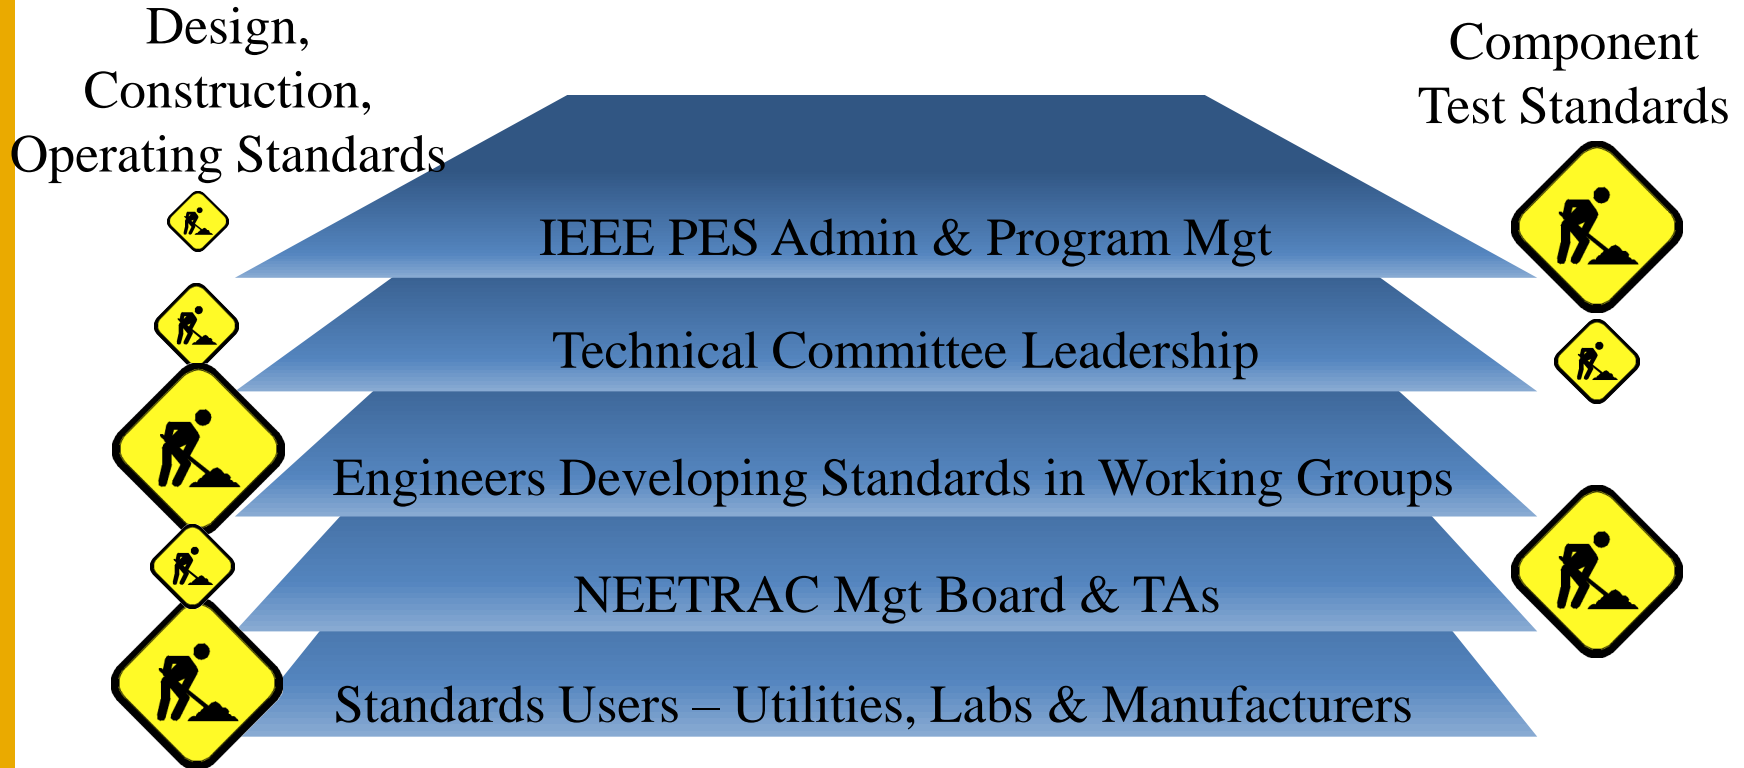 Design,
Construction,
Operating Standards
Component
Test Standards
IEEE PES Admin & Program Mgt
Technical Committee Leadership
Engineers Developing Standards in Working Groups
NEETRAC Mgt Board & TAs
Standards Users – Utilities, Labs & Manufacturers